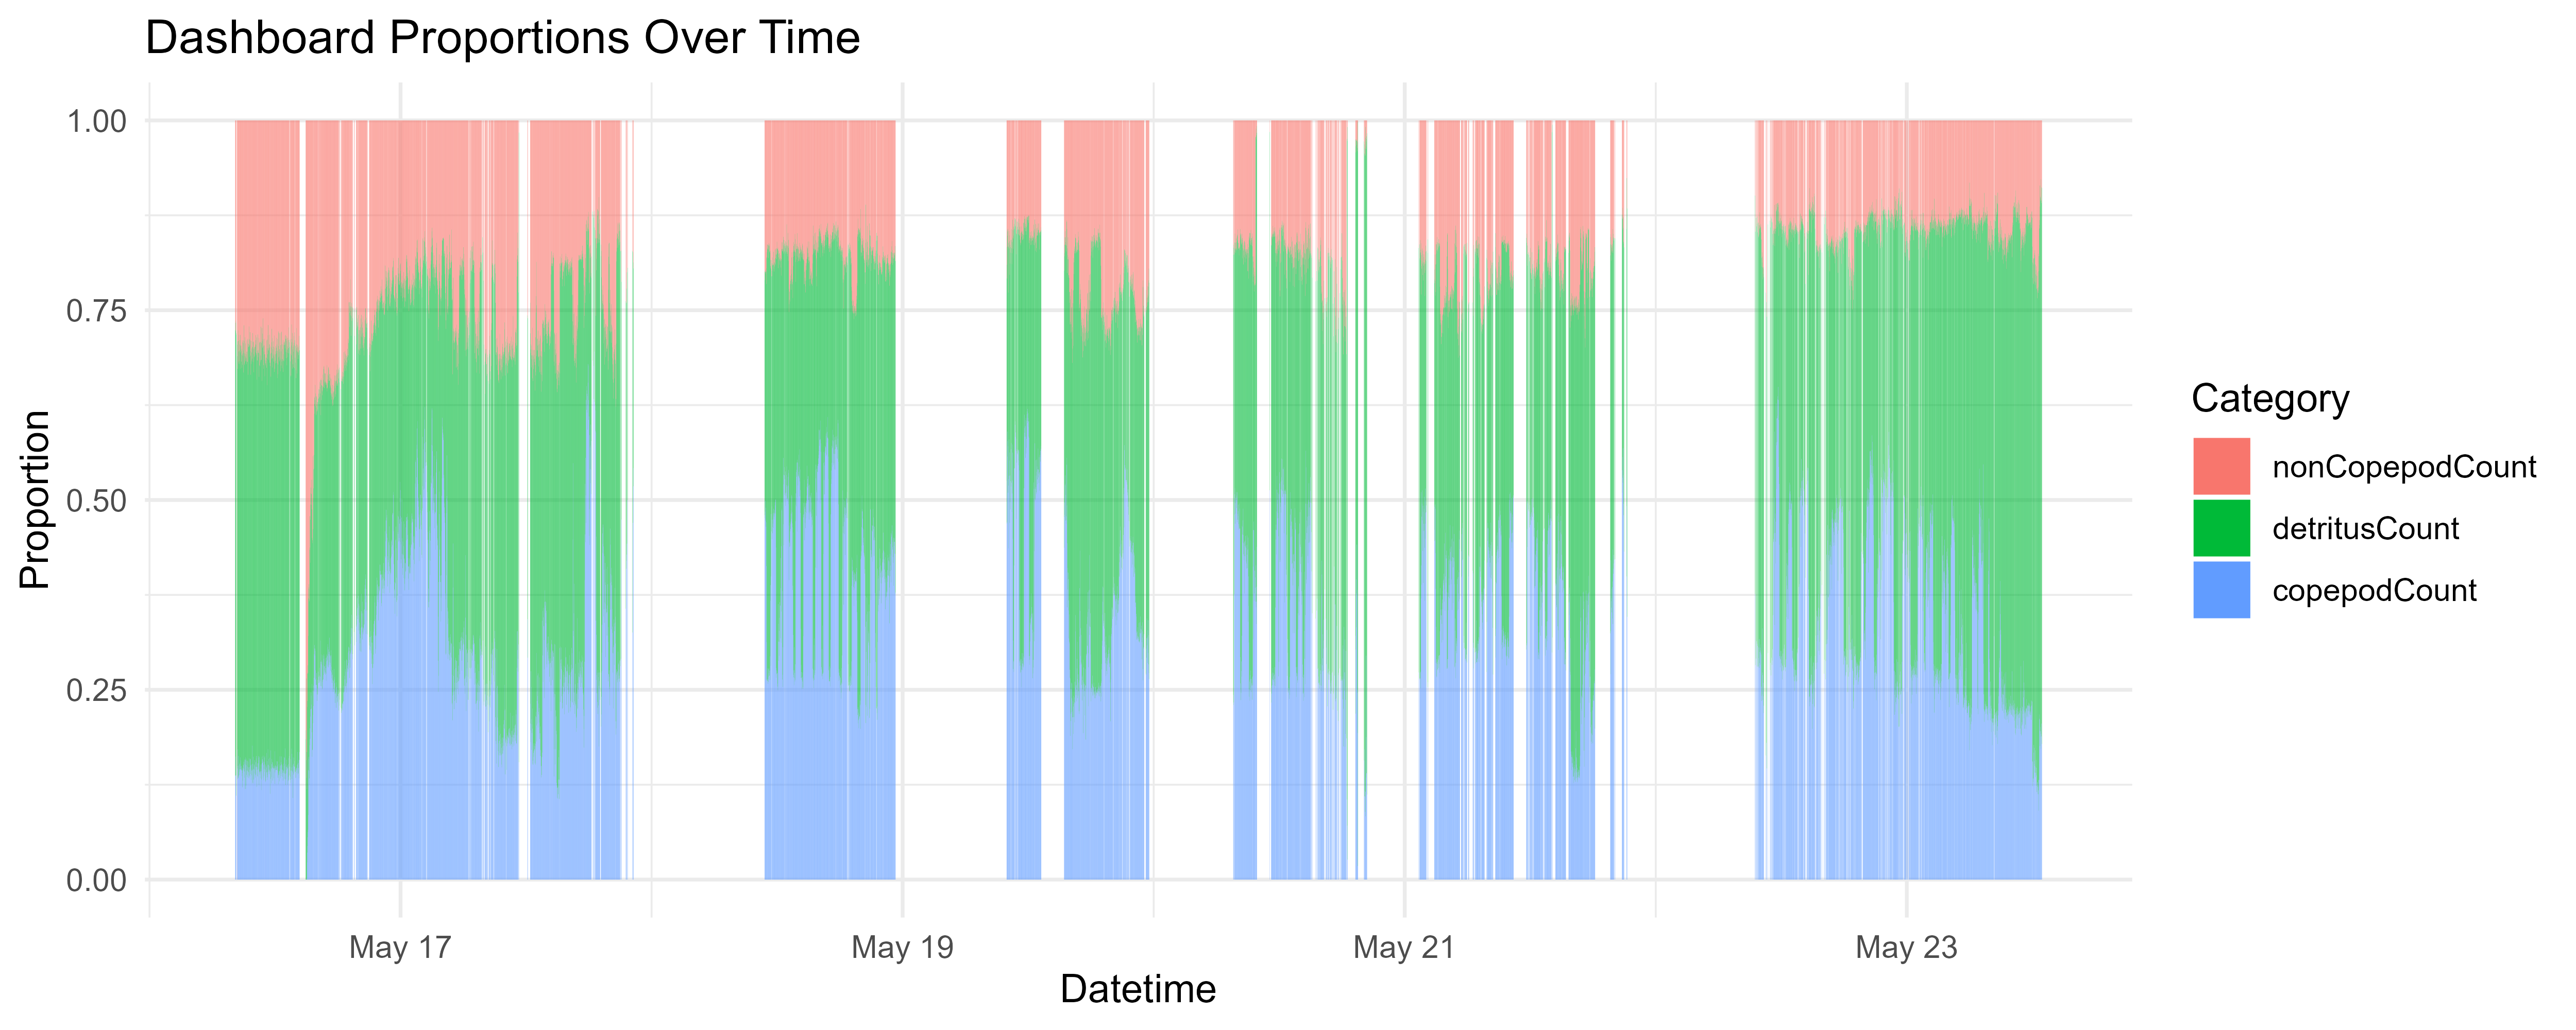 Dashboard Proportions Over Time
1.00
0.75
0.50
0.25
0.00
Proportion
May 17
May 19
May 21
May 23
Datetime
Category
nonCopepodCount
detritusCount
copepodCount